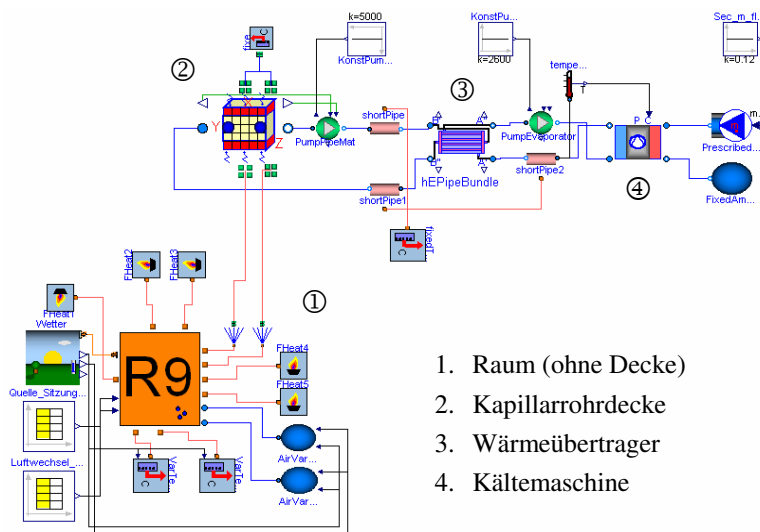 k=5000
KonstPum...
fixe...
②
k=2600
KonstPu...
Sec_m_fl...
k=0.12
tempe...
T
③
X
Y
Z
PumpPipeMat
shortPipe
PumpEvaporator
P C
m...
Prescribed...
shortPipe1
shortPipe2
hEPipeBundle
④
FixedAm...
fixedT...
FHeat2
FHeat3
①
FHeat1
Wetter
R9
FHeat4
FHeat5
Quelle_Sitzung...
Luftwechsel_...
VarTe...
VarTe...
AirVar...
AirVar...
1. Raum (ohne Decke)
2. Kapillarrohrdecke
3. Wärmeübertrager
4. Kältemaschine